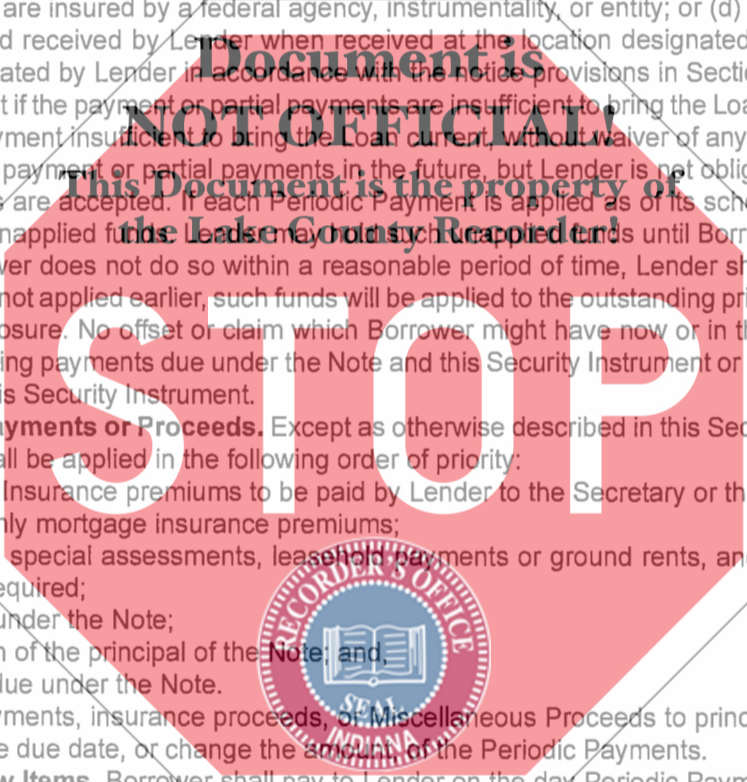 are insured by a federal agency, instrumentality, or entity; or (d)
d received by Lender when received at the location designated
Document is
ated by Lender in accordance with the notice provisions in Secti
t if the payment or partial payments are insufficient to bring the Loa
NOT OFFICIAL!
yment insufficient to bring the Loan current, without waiver of any
payment or partial payments in the future, but Lender is not oblig
This Document is the property of
s are accepted. If each Periodic Payment is applied as of its sche
the Lake County Recorder!
napplied funds. Lender may hold such unapplied funds until Borr
wer does not do so within a reasonable period of time, Lender sh
not applied earlier, such funds will be applied to the outstanding pri
osure. No offset or claim which Borrower might have now or in th
ing payments due under the Note and this Security Instrument or
is Security Instrument.
STOP
ayments or Proceeds. Except as otherwise described in this Sec
all be applied in the following order of priority:
Insurance premiums to be paid by Lender to the Secretary or th
hly mortgage insurance premiums;
special assessments, leasehold payments or ground rents, an
equired;
under the Note;
n of the principal of the Note; and,
due under the Note.
RECORDER'S OFFICE
SEAL
INDIANA
yments, insurance proceeds, or Miscellaneous Proceeds to princ
e due date, or change the amount, of the Periodic Payments.
w Items. Borrower shall pay to Lender on the day Periodic Paym